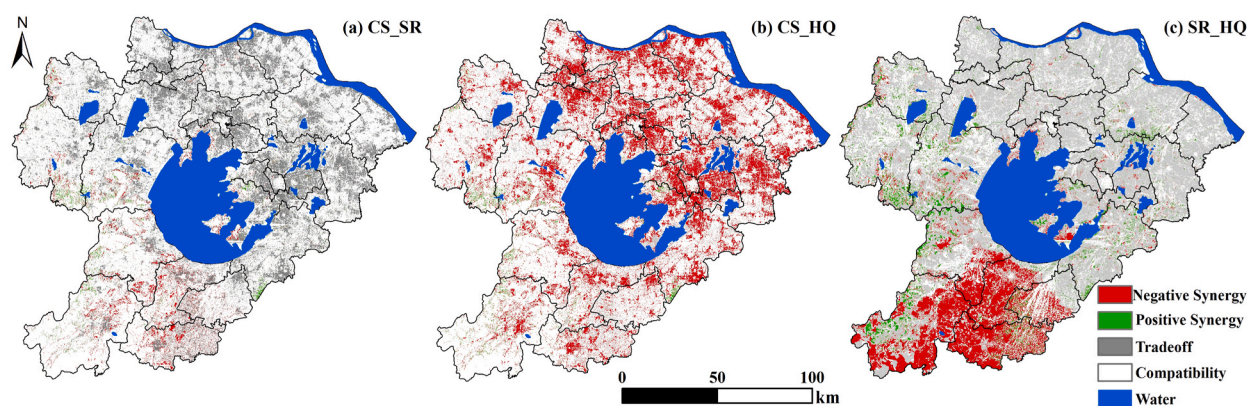 N
(a) CS_SR
(b) CS_HQ
(c) SR_HQ
Negative Synergy
Positive Synergy
Tradeoff
Compatibility
Water
0 50 100
km